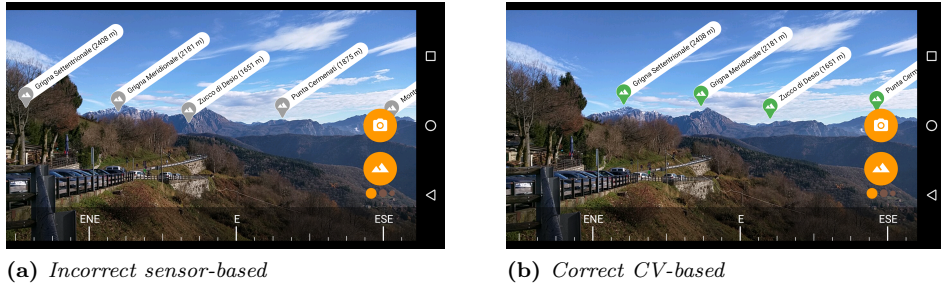 Grigna Settentrionale (2408 m)
Grigna Meridionale (2181 m)
Zucco di Desio (1651 m)
Punta Cermenati (1875 m)
Mont
ENE
E
ESE
(a) Incorrect sensor-based
Grigna Settentrionale (2408 m)
Grigna Meridionale (2181 m)
Zucco di Desio (1651 m)
Punta Cerm
ENE
E
ESE
(b) Correct CV-based